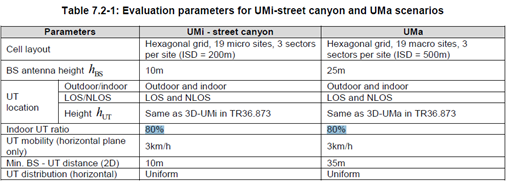 Table 7.2-1: Evaluation parameters for UMi-street canyon and UMa scenarios
Parameters UMi - street canyon UMa
Cell layout Hexagonal grid, 19 micro sites, 3 sectors per site (ISD = 200m) Hexagonal grid, 19 macro sites, 3 sectors per site (ISD = 500m)
BS antenna height hBS 10m 25m
UT location Outdoor/indoor Outdoor and indoor Outdoor and indoor
LOS/NLOS LOS and NLOS LOS and NLOS
Height hUT Same as 3D-UMi in TR36.873 Same as 3D-UMa in TR36.873
Indoor UT ratio 80% 80%
UT mobility (horizontal plane only) 3km/h 3km/h
Min. BS - UT distance (2D) 10m 35m
UT distribution (horizontal) Uniform Uniform